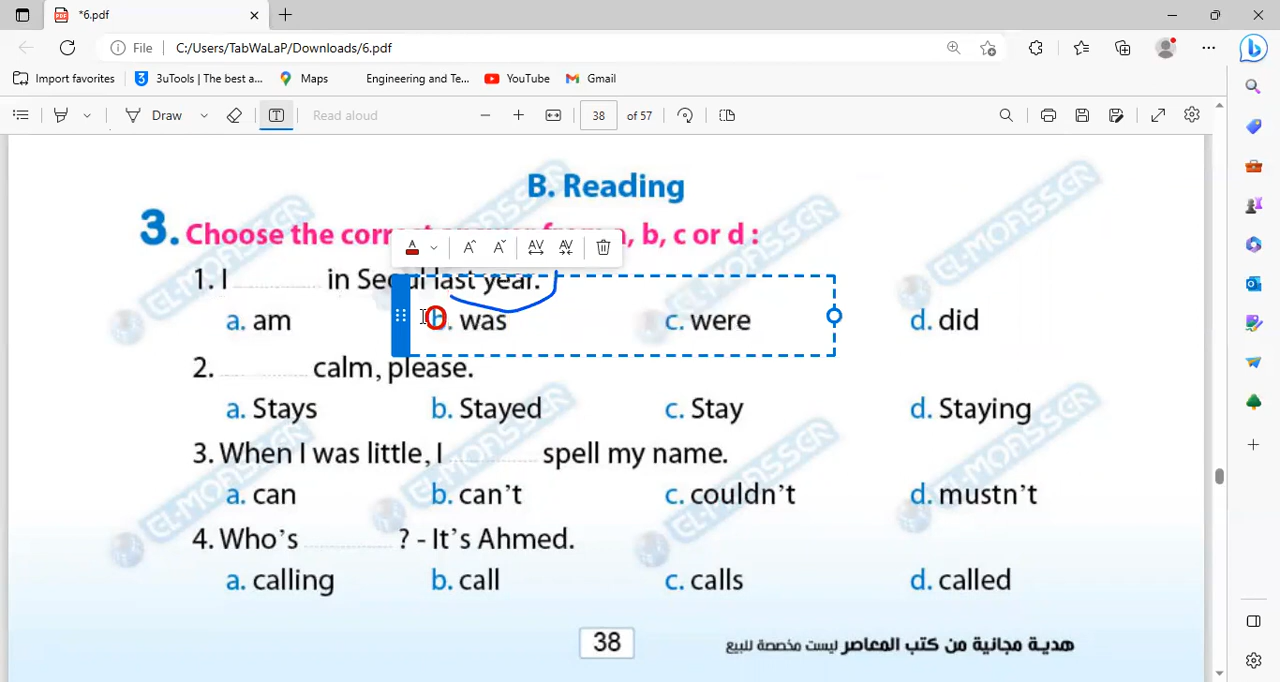 *6.pdf
File C:/Users/TabWaLaP/Downloads/6.pdf
Import favorites 3uTools | The best a... Maps Engineering and Te... YouTube Gmail
Draw Read aloud 38 of 57
B. Reading
3. Choose the corr a, b, c or d :
1. I ............ in Seoul last year.
a. am b. was c. were d. did
2. ............ calm, please.
a. Stays b. Stayed c. Stay d. Staying
3. When I was little, I ............ spell my name.
a. can b. can't c. couldn't d. mustn't
4. Who's ............ ? - It's Ahmed.
a. calling b. call c. calls d. called
38 هدية مجانية من كتب المعاصر ليست مخصصة للبيع
EL-MOASSER